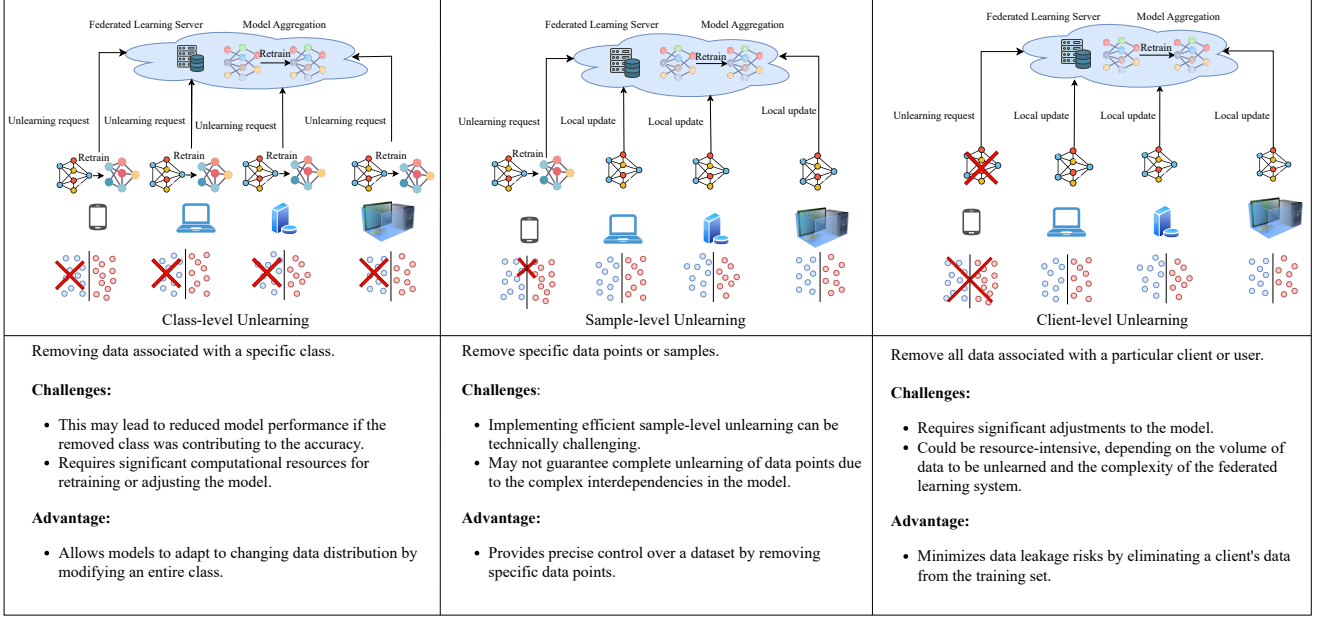 Federated Learning Server
Model Aggregation
Retrain
Unlearning request
Unlearning request
Unlearning request
Unlearning request
Retrain
Retrain
Retrain
Retrain
Class-level Unlearning
Removing data associated with a specific class.
Challenges:
• This may lead to reduced model performance if the
removed class was contributing to the accuracy.
• Requires significant computational resources for
retraining or adjusting the model.
Advantage:
• Allows models to adapt to changing data distribution by
modifying an entire class.
Federated Learning Server
Model Aggregation
Retrain
Unlearning request
Local update
Local update
Local update
Retrain
Sample-level Unlearning
Remove specific data points or samples.
Challenges:
• Implementing efficient sample-level unlearning can be
technically challenging.
• May not guarantee complete unlearning of data points due
to the complex interdependencies in the model.
Advantage:
• Provides precise control over a dataset by removing
specific data points.
Federated Learning Server
Model Aggregation
Retrain
Unlearning request
Local update
Local update
Local update
Client-level Unlearning
Remove all data associated with a particular client or user.
Challenges:
• Requires significant adjustments to the model.
• Could be resource-intensive, depending on the volume of
data to be unlearned and the complexity of the federated
learning system.
Advantage:
• Minimizes data leakage risks by eliminating a client's data
from the training set.